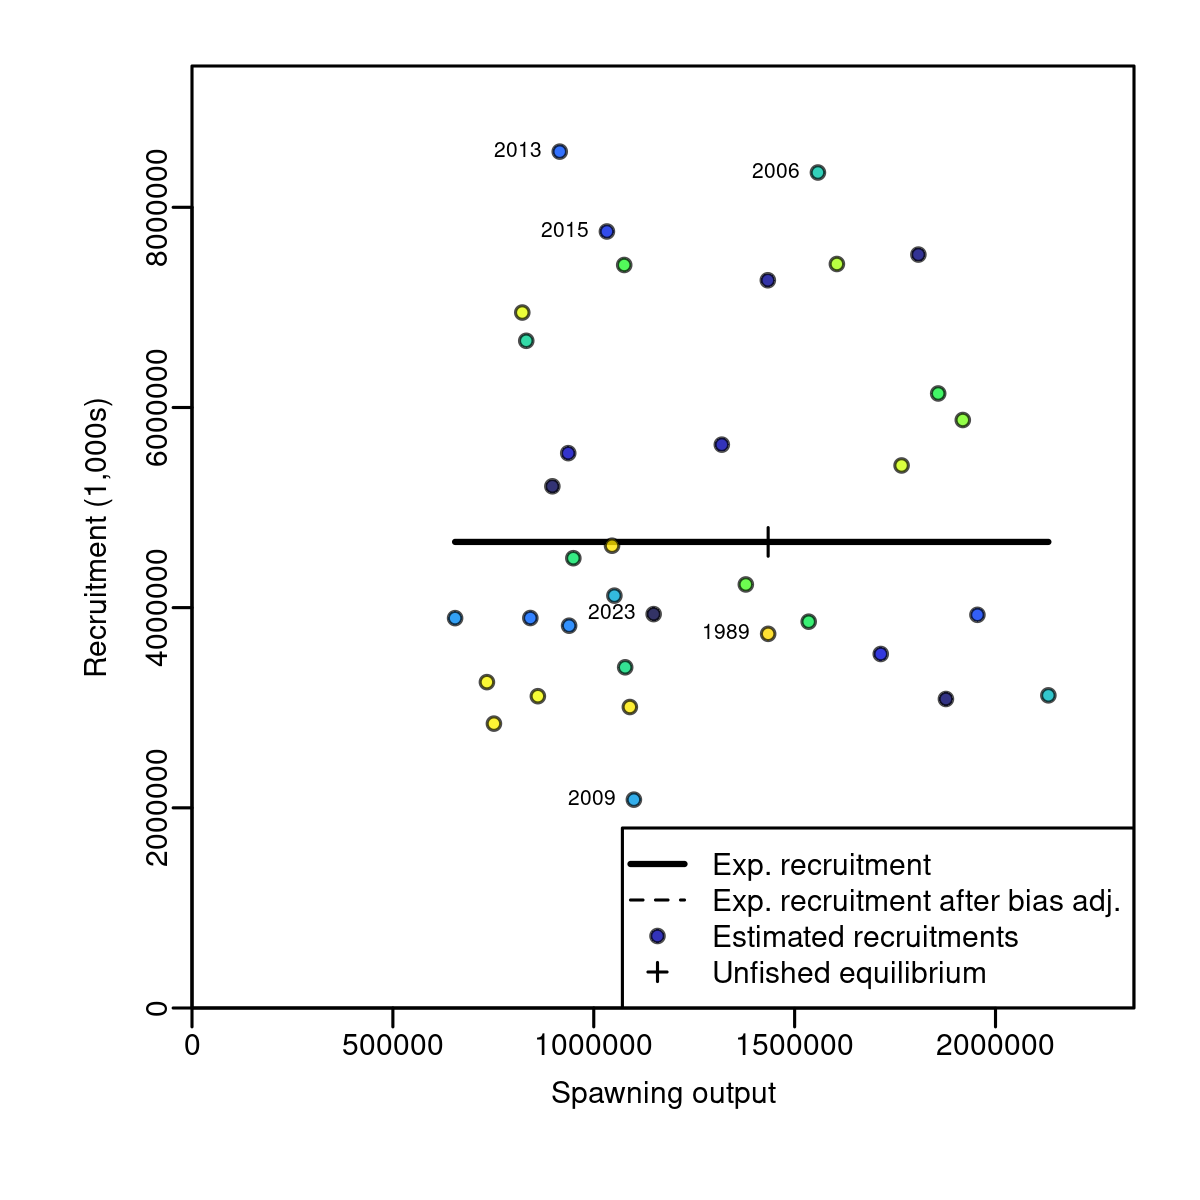 2013
2006
2015
2023
1989
2009
Recruitment (1,000s)
8000000
6000000
4000000
2000000
0
Exp. recruitment
Exp. recruitment after bias adj.
Estimated recruitments
Unfished equilibrium
0 500000 1000000 1500000 2000000
Spawning output